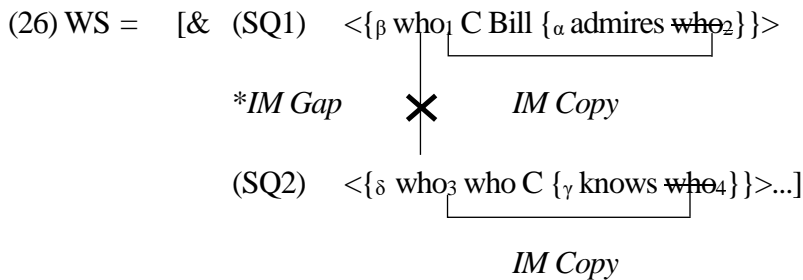 (26) WS = [& (SQ1) <{β who1 C Bill {α admires who2}}>
*IM Gap IM Copy
(SQ2) <{δ who3 who C {γ knows who4}}>...]
IM Copy